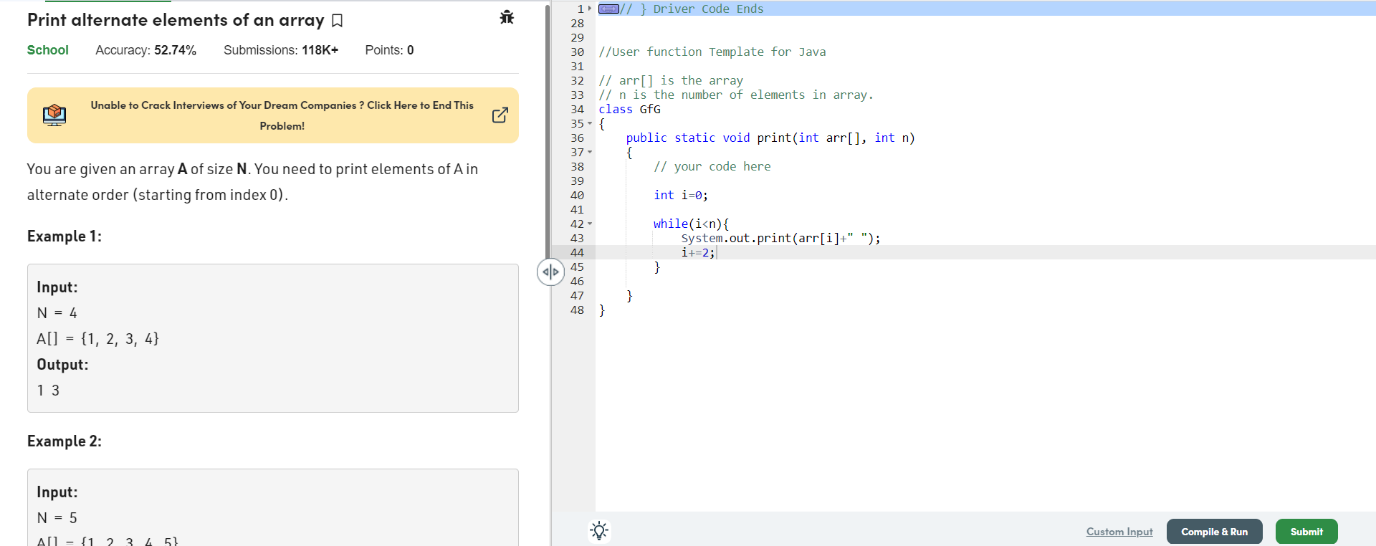 Print alternate elements of an array
School Accuracy: 52.74% Submissions: 118K+ Points: 0
Unable to Crack Interviews of Your Dream Companies ? Click Here to End This
Problem!
You are given an array A of size N. You need to print elements of A in
alternate order (starting from index 0).
Example 1:
Input:
N = 4
A[] = {1, 2, 3, 4}
Output:
1 3
Example 2:
Input:
N = 5
A[] = {1, 2, 3, 4, 5}
1 // } Driver Code Ends
28
29
30 //User function Template for Java
31
32 // arr[] is the array
33 // n is the number of elements in array.
34 class GfG
35 {
36 public static void print(int arr[], int n)
37 {
38 // your code here
39
40 int i=0;
41
42 while(i<n){
43 System.out.print(arr[i]+" ");
44 i+=2;
45 }
46
47 }
48 }
Custom Input Compile & Run Submit